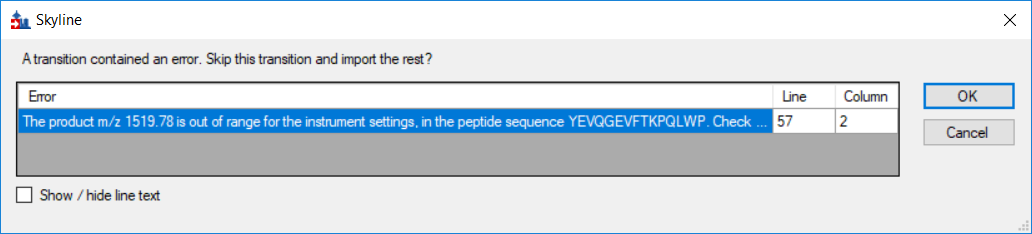 Skyline
A transition contained an error. Skip this transition and import the rest?
Error Line Column
The product m/z 1519.78 is out of range for the instrument settings, in the peptide sequence YEVQGEVFTKPQLWP. Check ... 57 2
OK
Cancel
Show / hide line text